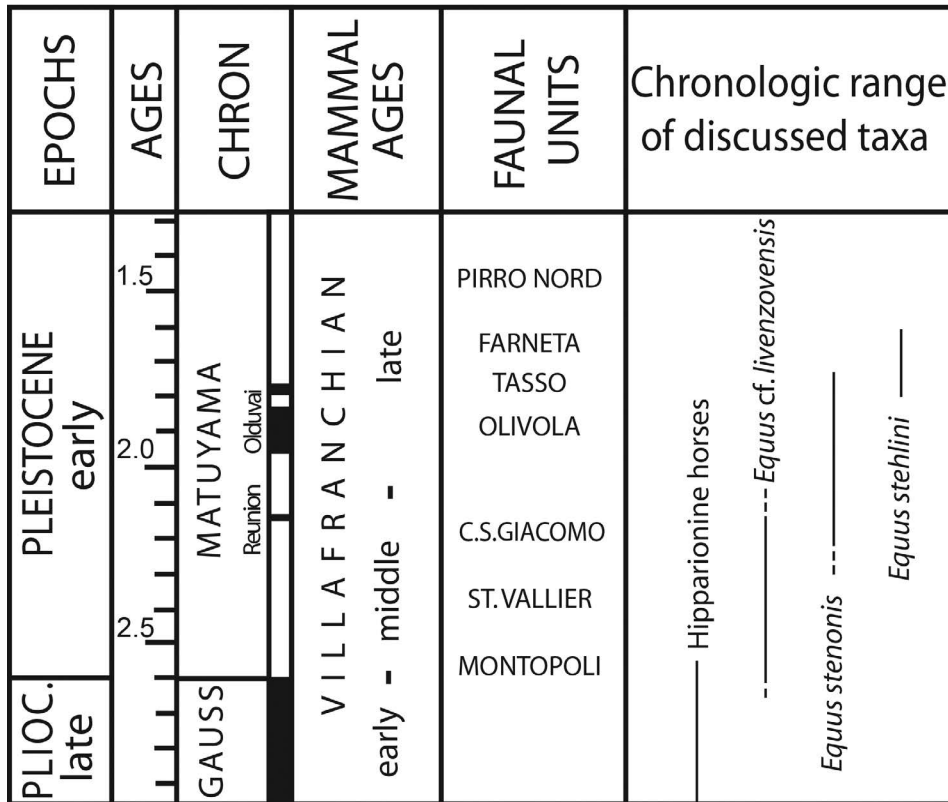 EPOCHS
AGES
CHRON
MAMMAL
AGES
FAUNAL
UNITS
Chronologic range
of discussed taxa
PLEISTOCENE
early
PLIOC.
late
1.5
2.0
2.5
MATUYAMA
Reunion
Olduvai
GAUSS
VILLAFRANCHIAN
early - middle - late
PIRRO NORD
FARNETA
TASSO
OLIVOLA
C.S.GIACOMO
ST. VALLIER
MONTOPOLI
Hipparionine horses
Equus cf. livenzovensis
Equus stenonis
Equus stehlini